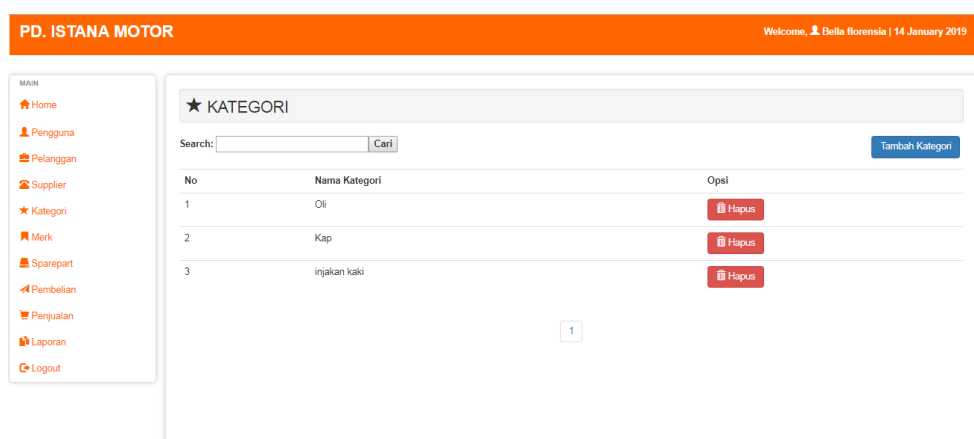 PD. ISTANA MOTOR
Welcome, Bella florensia | 14 January 2019
MAIN
Home
Pengguna
Pelanggan
Supplier
Kategori
Merk
Sparepart
Pembelian
Penjualan
Laporan
Logout
KATEGORI
Search: Cari
Tambah Kategori
No Nama Kategori Opsi
1 Oli Hapus
2 Kap Hapus
3 injakan kaki Hapus
1